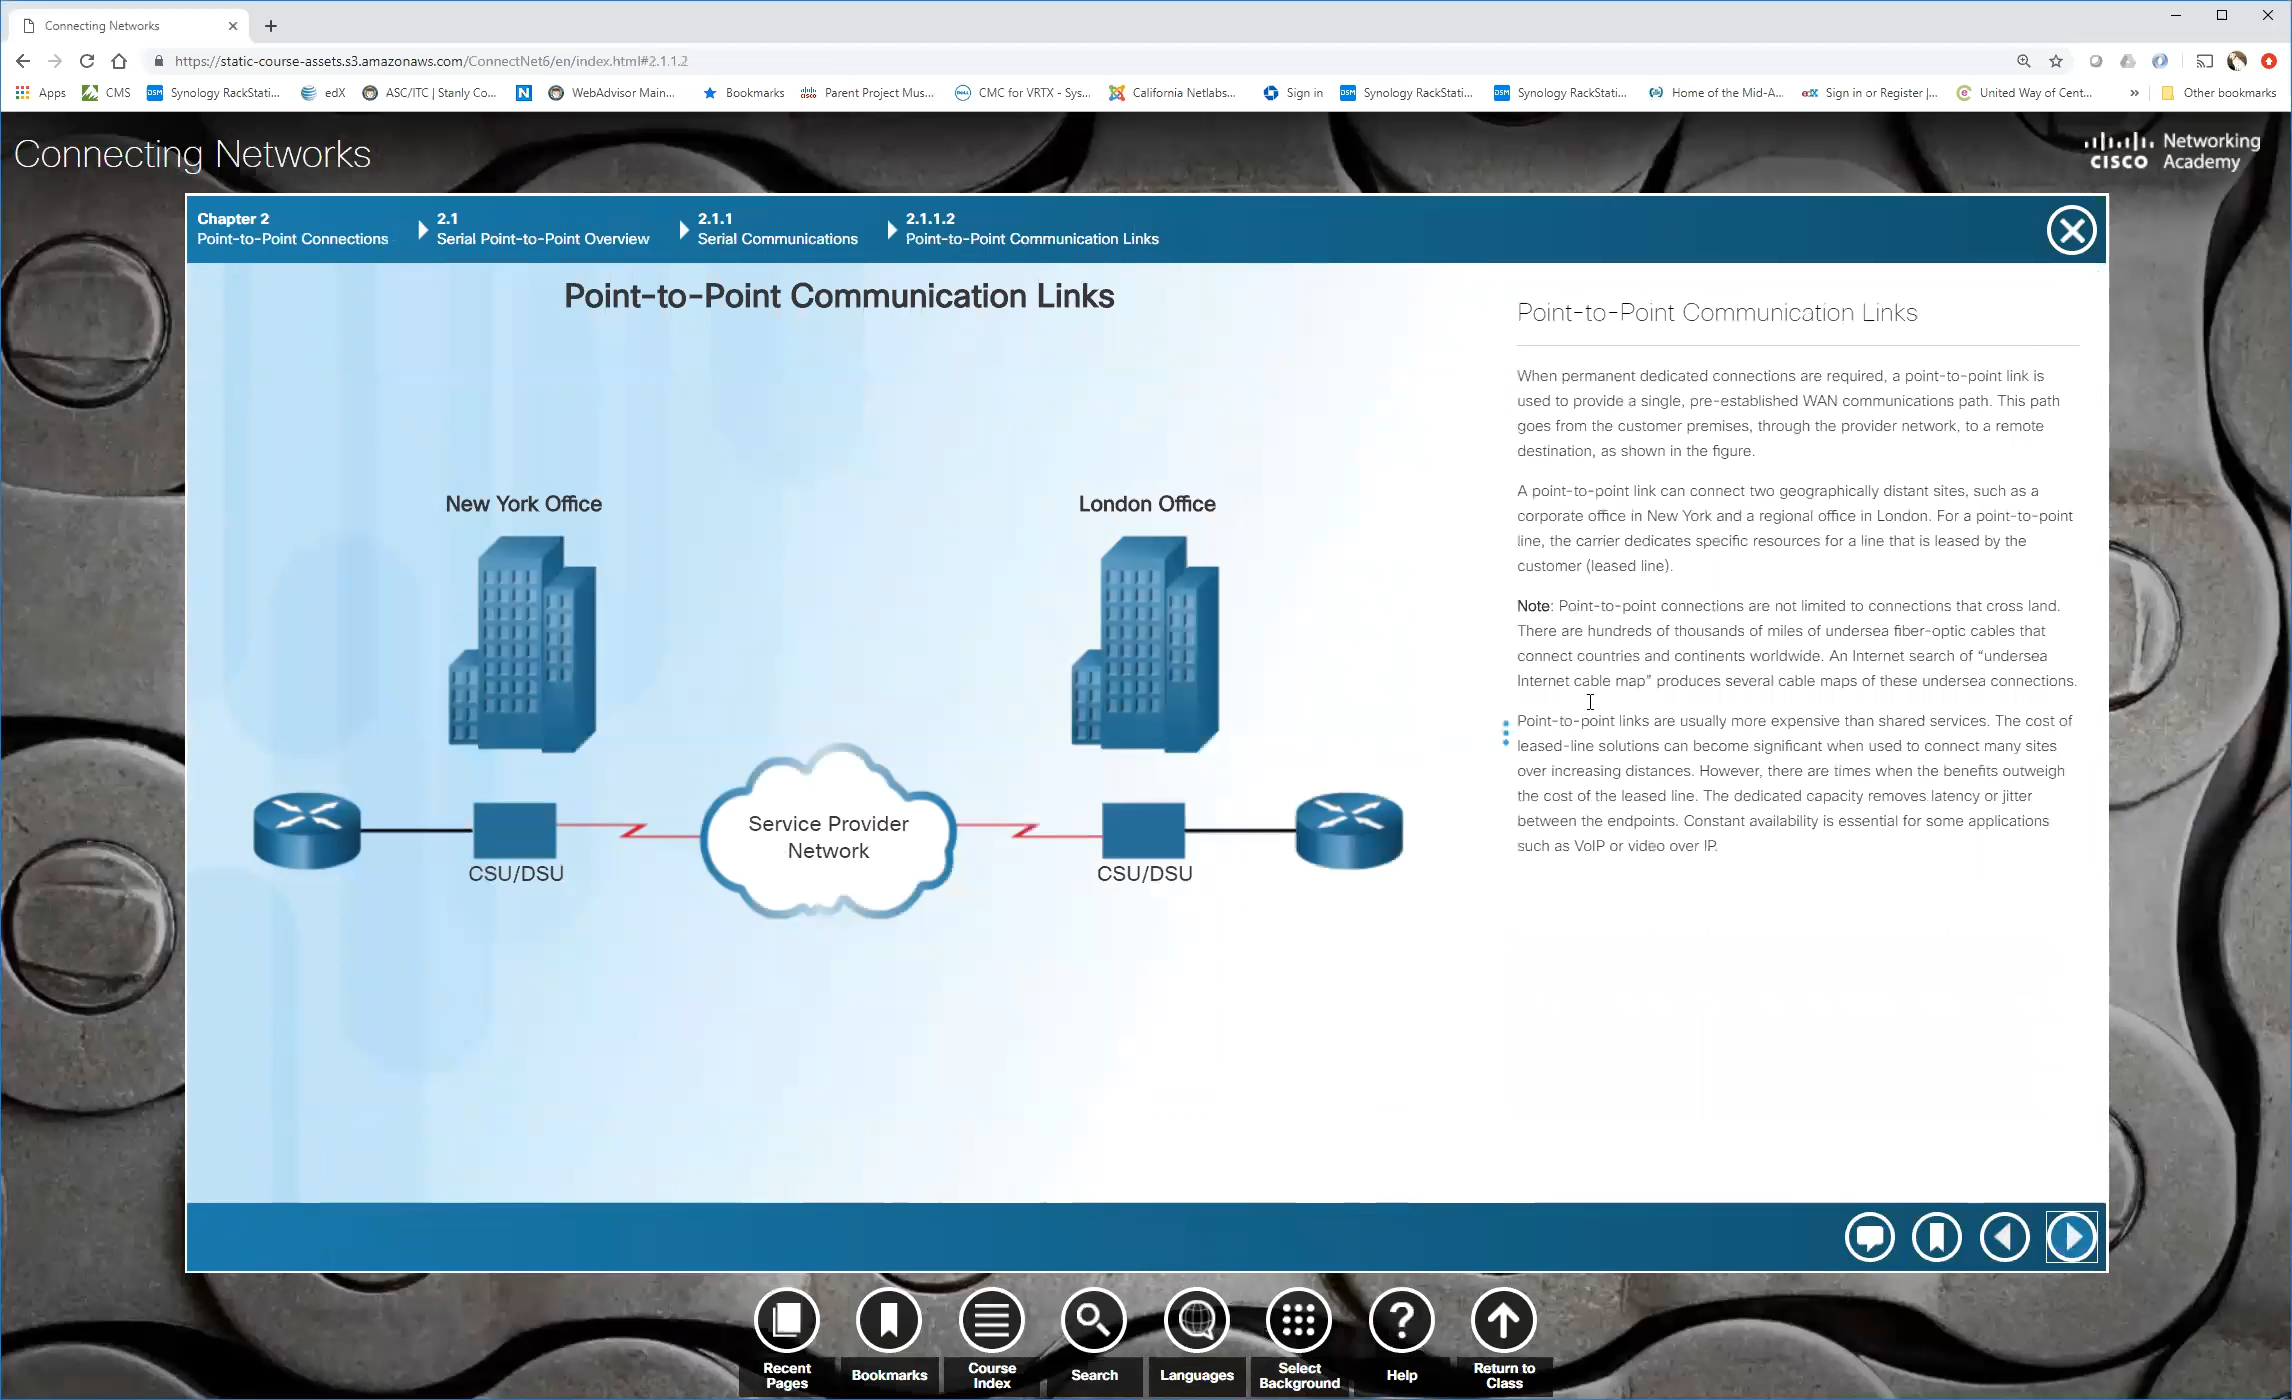 Connecting Networks
https://static-course-assets.s3.amazonaws.com/ConnectNet6/en/index.html#2.1.1.2
Apps
CMS
DSM
Synology RackStati...
edX
ASC/ITC | Stanly Co...
N
WebAdvisor Main...
Bookmarks
Parent Project Mus...
CMC for VRTX - Sys...
California Netlabs...
Sign in
DSM
Synology RackStati...
DSM
Synology RackStati...
Home of the Mid-A...
edX
Sign in or Register |...
United Way of Cent...
»
Other bookmarks
Connecting Networks
CISCO
Networking
Academy
Chapter 2
Point-to-Point Connections
2.1
Serial Point-to-Point Overview
2.1.1
Serial Communications
2.1.1.2
Point-to-Point Communication Links
Point-to-Point Communication Links
New York Office
London Office
Service Provider
Network
CSU/DSU
CSU/DSU
Point-to-Point Communication Links
When permanent dedicated connections are required, a point-to-point link is
used to provide a single, pre-established WAN communications path. This path
goes from the customer premises, through the provider network, to a remote
destination, as shown in the figure.
A point-to-point link can connect two geographically distant sites, such as a
corporate office in New York and a regional office in London. For a point-to-point
line, the carrier dedicates specific resources for a line that is leased by the
customer (leased line).
Note: Point-to-point connections are not limited to connections that cross land.
There are hundreds of thousands of miles of undersea fiber-optic cables that
connect countries and continents worldwide. An Internet search of “undersea
Internet cable map” produces several cable maps of these undersea connections.
Point-to-point links are usually more expensive than shared services. The cost of
leased-line solutions can become significant when used to connect many sites
over increasing distances. However, there are times when the benefits outweigh
the cost of the leased line. The dedicated capacity removes latency or jitter
between the endpoints. Constant availability is essential for some applications
such as VoIP or video over IP.
Recent
Pages
Bookmarks
Course
Index
Search
Languages
Select
Background
?
Help
Return to
Class